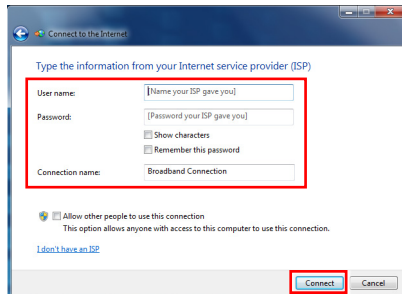 Connect to the Internet
Type the information from your Internet service provider (ISP)
User name:
[Name your ISP gave you]
Password:
[Password your ISP gave you]
Show characters
Remember this password
Connection name:
Broadband Connection
Allow other people to use this connection
This option allows anyone with access to this computer to use this connection.
I don't have an ISP
Connect
Cancel